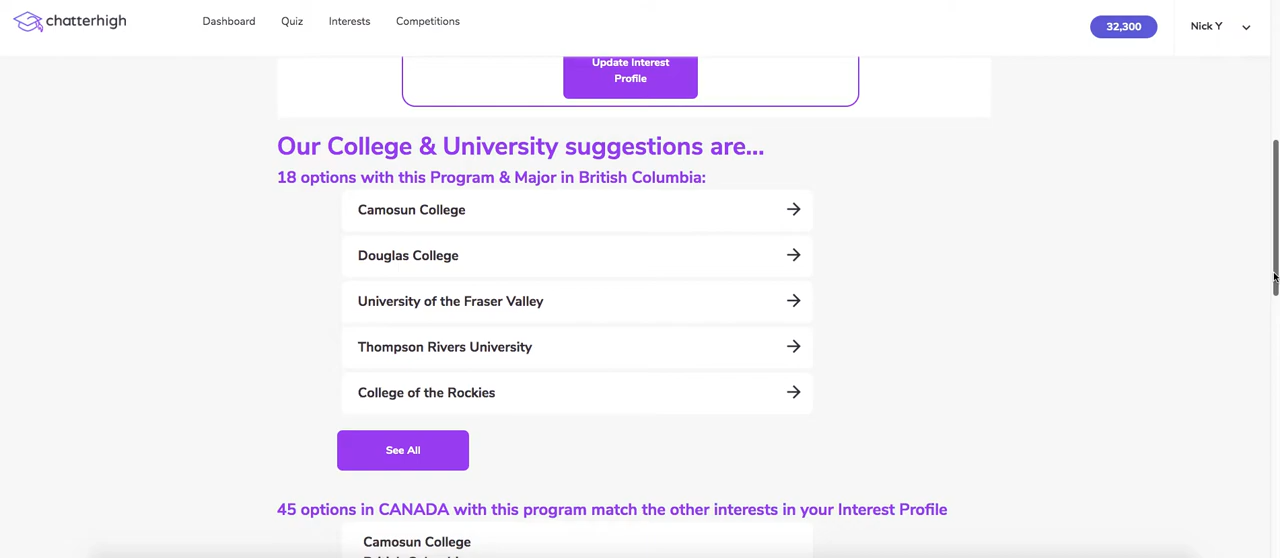 chatterhigh
Dashboard Quiz Interests Competitions
32,300
Nick Y
Update Interest
Profile
Our College & University suggestions are...
18 options with this Program & Major in British Columbia:
Camosun College
Douglas College
University of the Fraser Valley
Thompson Rivers University
College of the Rockies
See All
45 options in CANADA with this program match the other interests in your Interest Profile
Camosun College